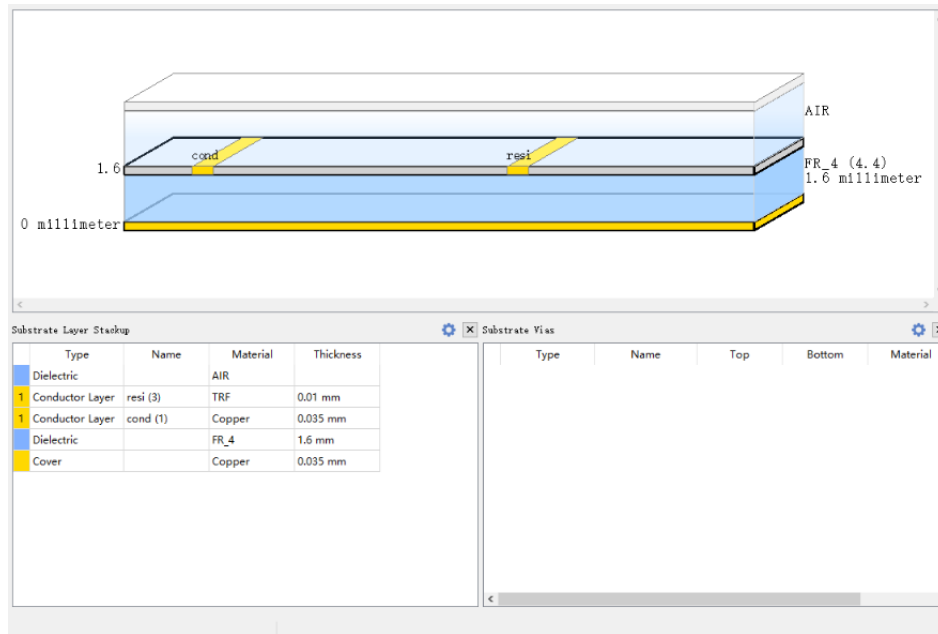 AIR
cond
resi
1.6
FR_4 (4.4)
1.6 millimeter
0 millimeter
Substrate Layer Stackup
Type Name Material Thickness
Dielectric AIR
1 Conductor Layer resi (3) TRF 0.01 mm
1 Conductor Layer cond (1) Copper 0.035 mm
Dielectric FR_4 1.6 mm
Cover Copper 0.035 mm
Substrate Vias
Type Name Top Bottom Material